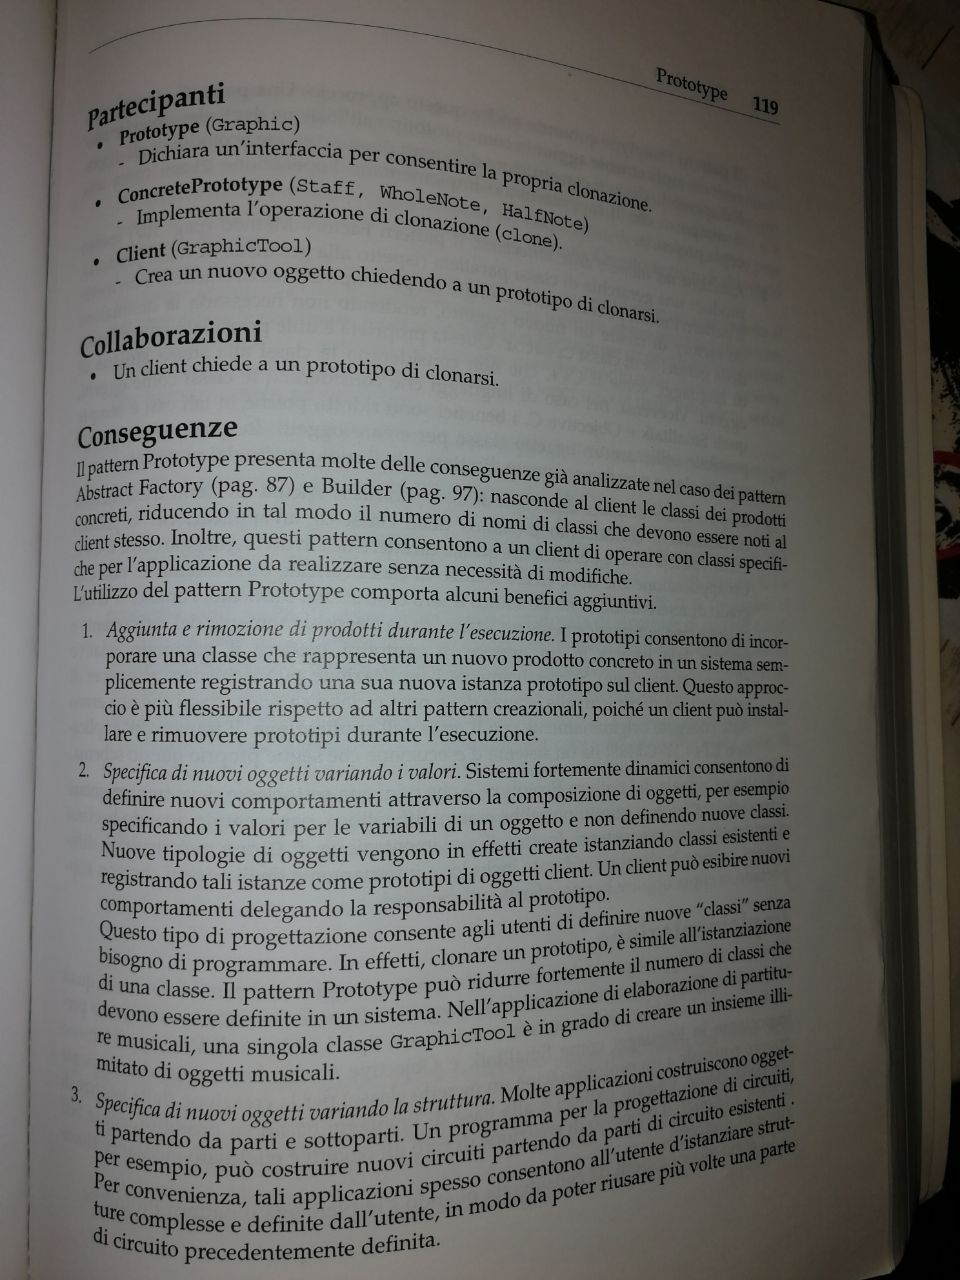 Prototype 119
Partecipanti
• Prototype (Graphic)
- Dichiara un'interfaccia per consentire la propria clonazione.
• ConcretePrototype (Staff, WholeNote, HalfNote)
- Implementa l'operazione di clonazione (clone).
• Client (GraphicTool)
- Crea un nuovo oggetto chiedendo a un prototipo di clonarsi.
Collaborazioni
• Un client chiede a un prototipo di clonarsi.
Conseguenze
Il pattern Prototype presenta molte delle conseguenze già analizzate nel caso dei pattern
Abstract Factory (pag. 87) e Builder (pag. 97): nasconde al client le classi dei prodotti
concreti, riducendo in tal modo il numero di nomi di classi che devono essere noti al
client stesso. Inoltre, questi pattern consentono a un client di operare con classi specifi-
che per l'applicazione da realizzare senza necessità di modifiche.
L'utilizzo del pattern Prototype comporta alcuni benefici aggiuntivi.
1. Aggiunta e rimozione di prodotti durante l'esecuzione. I prototipi consentono di incor-
porare una classe che rappresenta un nuovo prodotto concreto in un sistema sem-
plicemente registrando una sua nuova istanza prototipo sul client. Questo approc-
cio è più flessibile rispetto ad altri pattern creazionali, poiché un client può instal-
lare e rimuovere prototipi durante l'esecuzione.
2. Specifica di nuovi oggetti variando i valori. Sistemi fortemente dinamici consentono di
definire nuovi comportamenti attraverso la composizione di oggetti, per esempio
specificando i valori per le variabili di un oggetto e non definendo nuove classi.
Nuove tipologie di oggetti vengono in effetti create istanziando classi esistenti e
registrando tali istanze come prototipi di oggetti client. Un client può esibire nuovi
comportamenti delegando la responsabilità al prototipo.
Questo tipo di progettazione consente agli utenti di definire nuove "classi" senza
bisogno di programmare. In effetti, clonare un prototipo, è simile all'istanziazione
di una classe. Il pattern Prototype può ridurre fortemente il numero di classi che
devono essere definite in un sistema. Nell'applicazione di elaborazione di partitu-
re musicali, una singola classe GraphicTool è in grado di creare un insieme illi-
mitato di oggetti musicali.
3. Specifica di nuovi oggetti variando la struttura. Molte applicazioni costruiscono ogget-
ti partendo da parti e sottoparti. Un programma per la progettazione di circuiti,
per esempio, può costruire nuovi circuiti partendo da parti di circuito esistenti .
Per convenienza, tali applicazioni spesso consentono all'utente d'istanziare strut-
ture complesse e definite dall'utente, in modo da poter riusare più volte una parte
di circuito precedentemente definita.